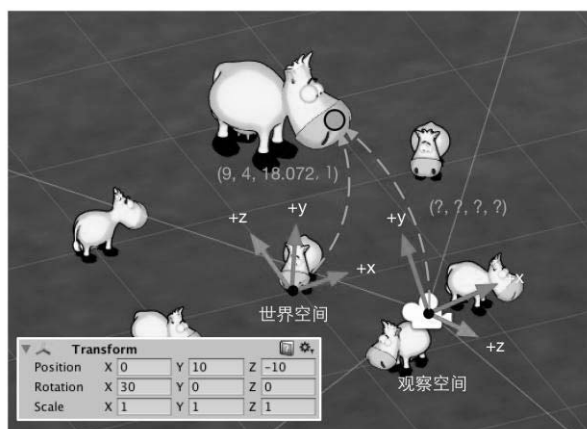 (9, 4, 18.072, 1)
+y
+z
+x
世界空间
(?, ?, ?, ?)
+y
+x
+z
观察空间
Transform
Position X 0 Y 10 Z -10
Rotation X 30 Y 0 Z 0
Scale X 1 Y 1 Z 1